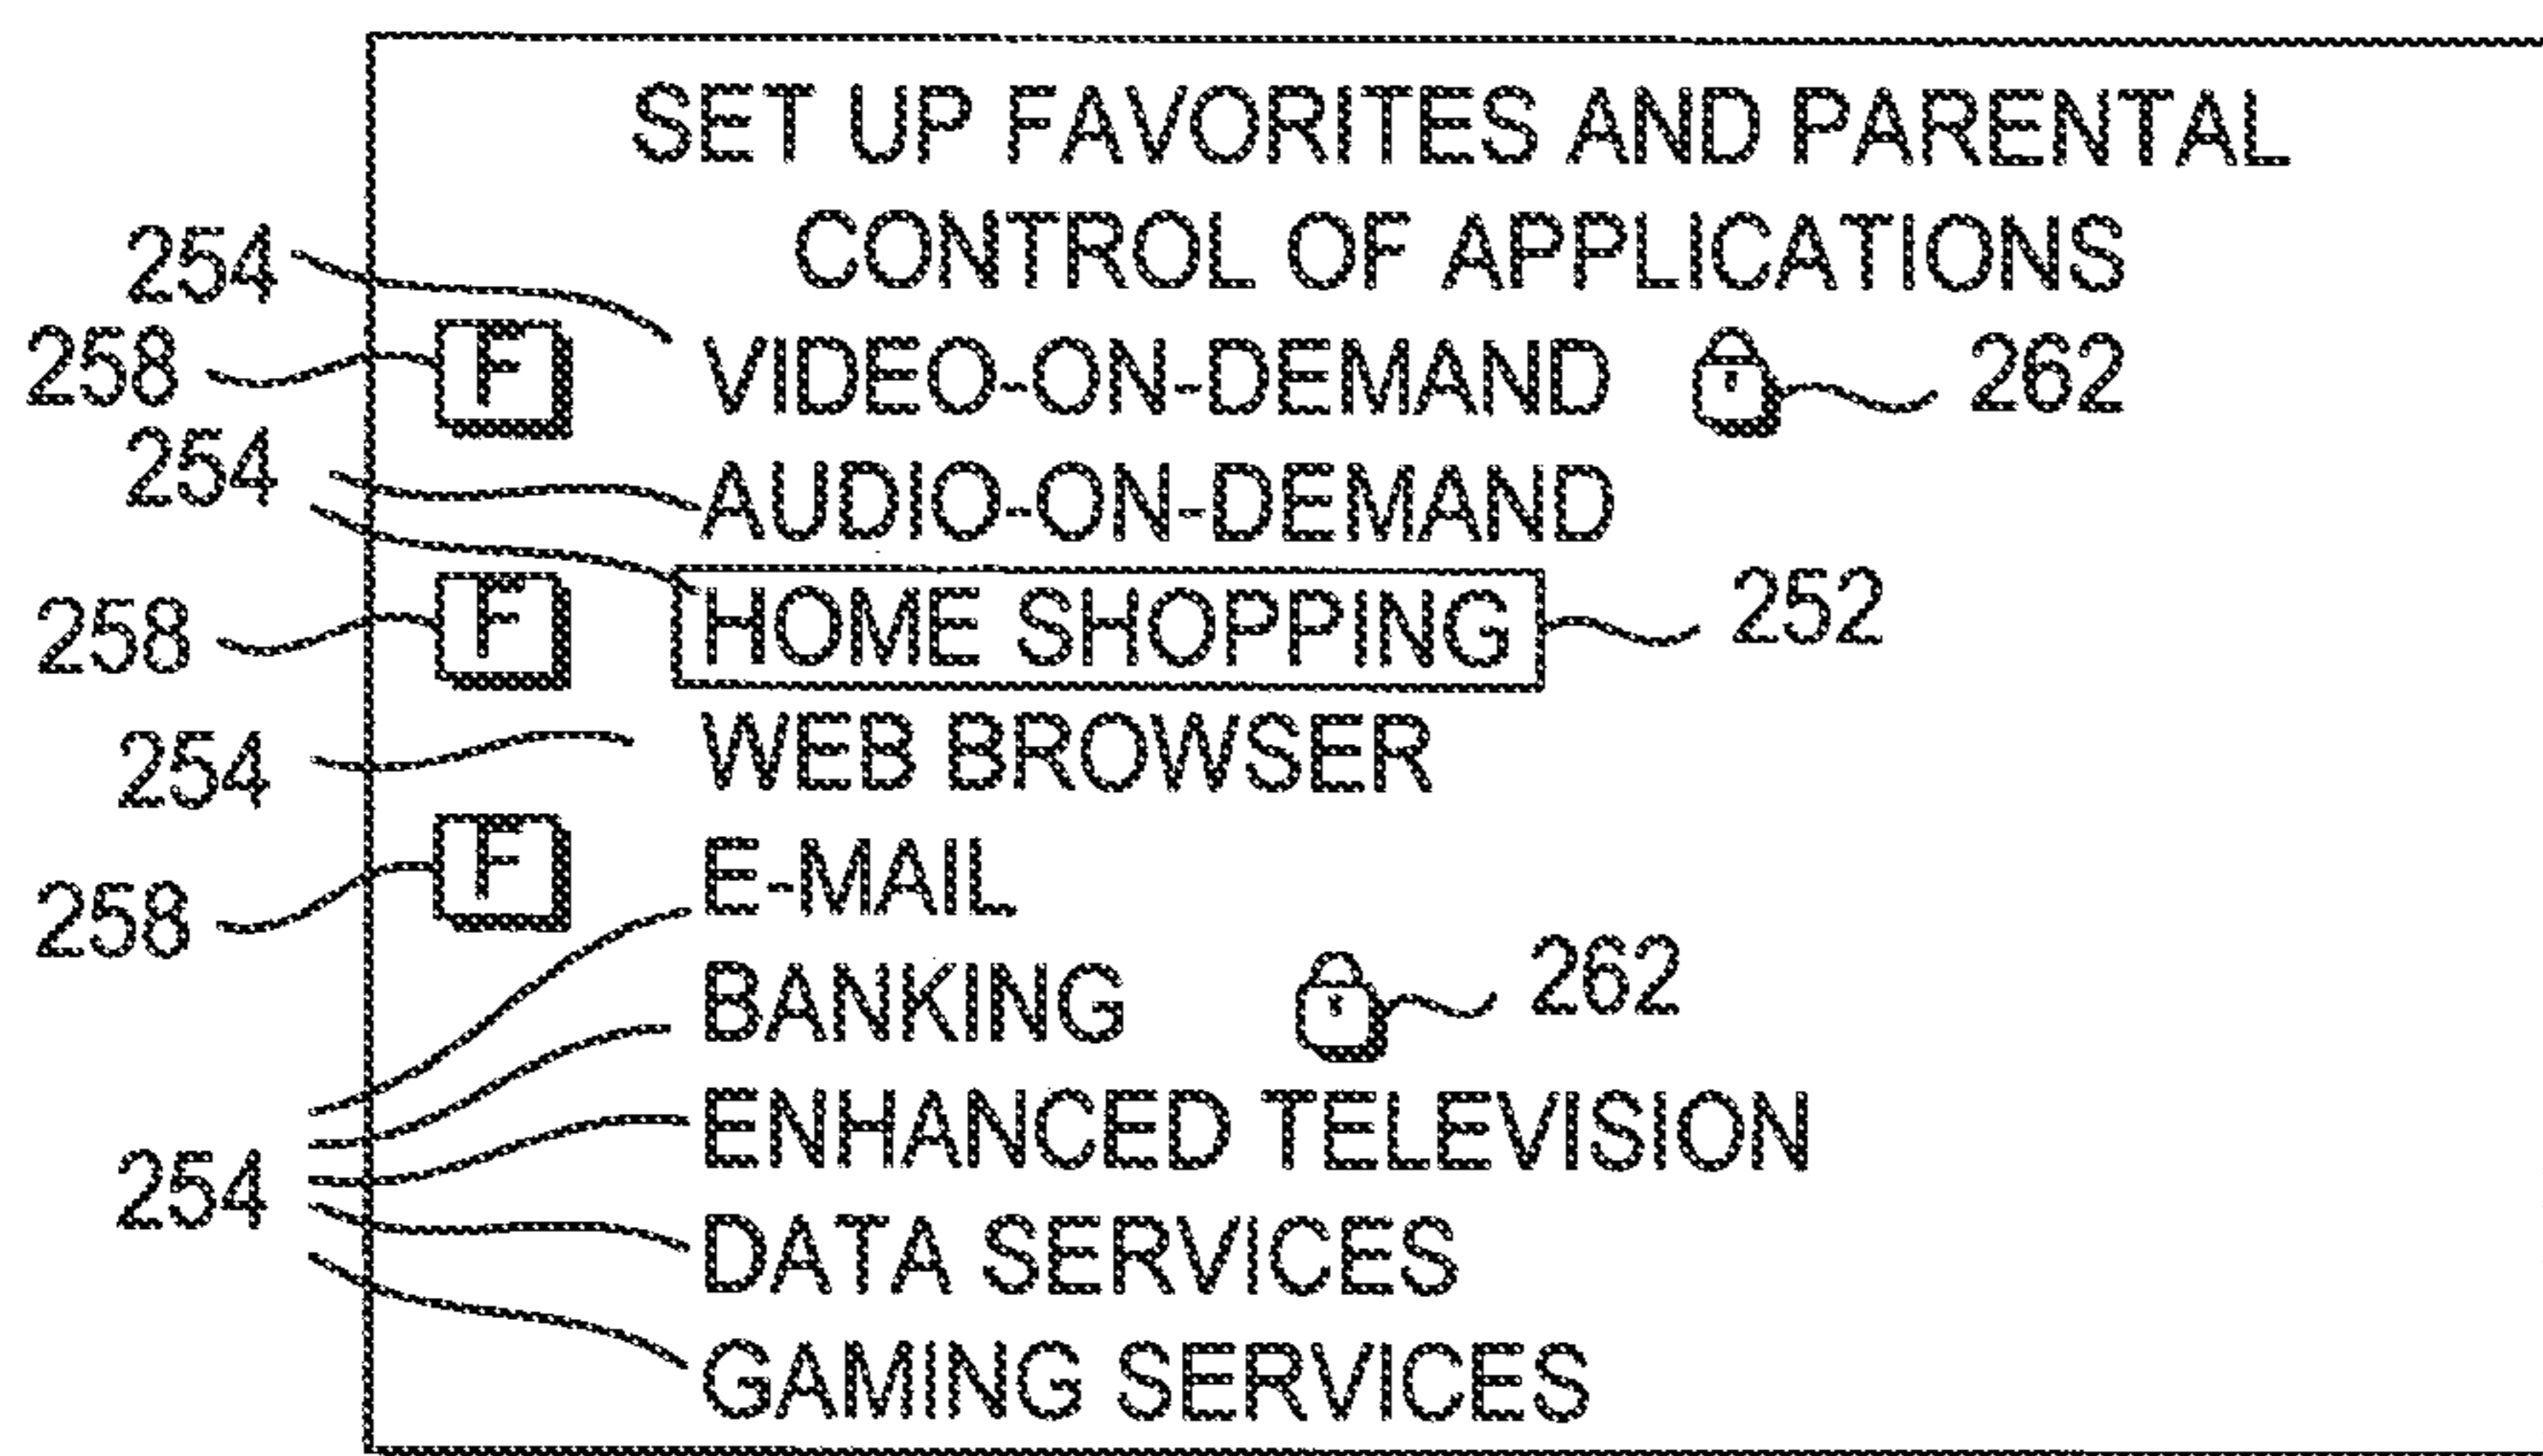 SET UP FAVORITES AND PARENTAL
CONTROL OF APPLICATIONS
254
258 F VIDEO-ON-DEMAND 262
254 AUDIO-ON-DEMAND
258 F HOME SHOPPING 252
254 WEB BROWSER
258 F E-MAIL
BANKING 262
ENHANCED TELEVISION
254 DATA SERVICES
GAMING SERVICES